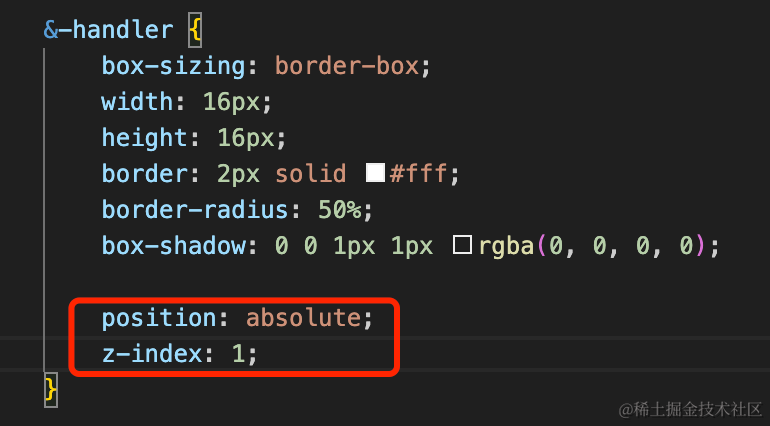 &-handler {
box-sizing: border-box;
width: 16px;
height: 16px;
border: 2px solid #fff;
border-radius: 50%;
box-shadow: 0 0 1px 1px rgba(0, 0, 0, 0);
position: absolute;
z-index: 1;
}
@稀土掘金技术社区